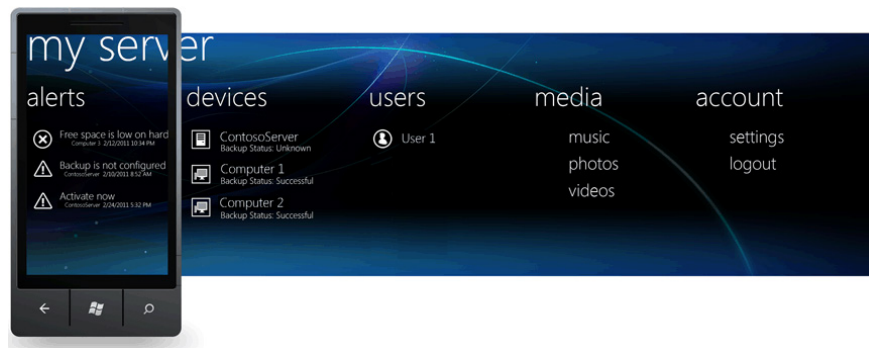 my server
alerts
Free space is low on hard
Computer 3 2/12/2011 10:34 PM
Backup is not configured
ContosoServer 2/10/2011 8:52 AM
Activate now
ContosoServer 2/24/2011 5:32 PM
devices
ContosoServer
Backup Status: Unknown
Computer 1
Backup Status: Successful
Computer 2
Backup Status: Successful
users
User 1
media
music
photos
videos
account
settings
logout